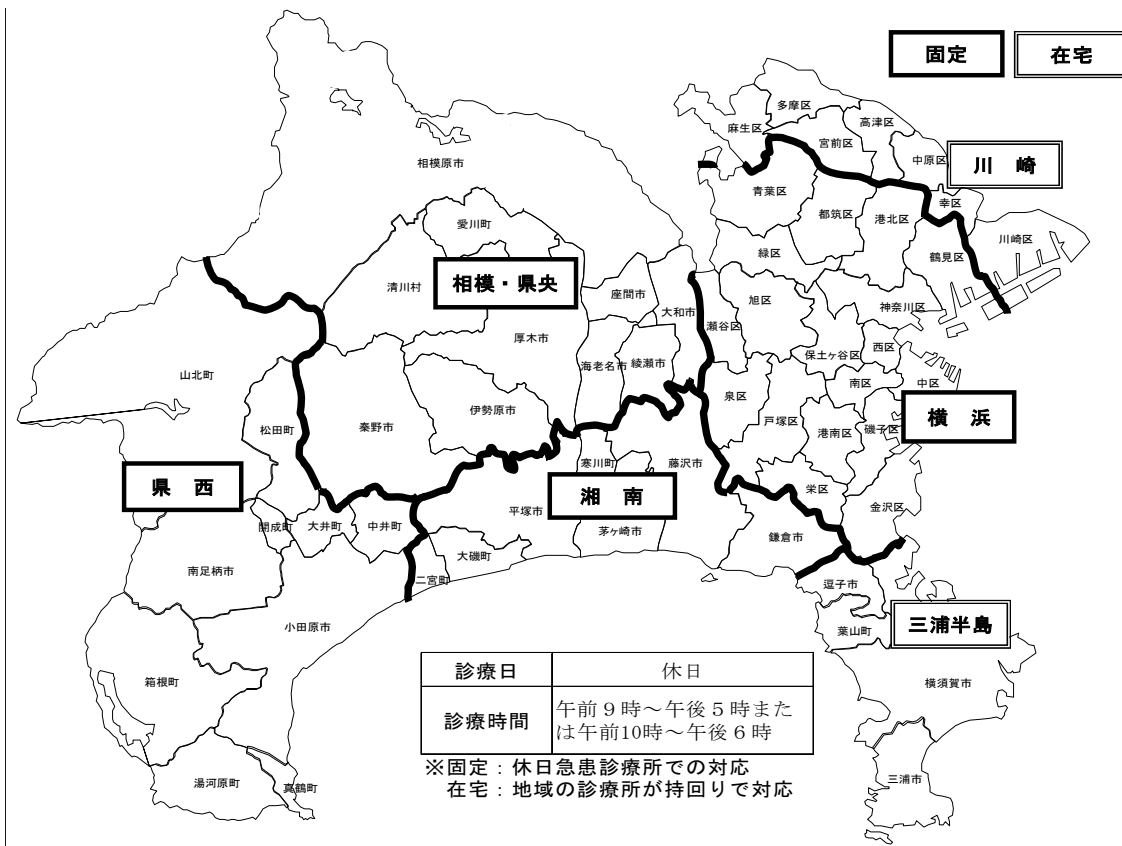 固定
在宅
多摩区
麻生区
高津区
宮前区
中原区
川 崎
相模原市
青葉区
幸区
都筑区
港北区
川崎区
愛川町
緑区
鶴見区
清川村
相模・県央
座間市
旭区
大和市
神奈川区
瀬谷区
厚木市
西区
保土ヶ谷区
海老名市
綾瀬市
山北町
南区
中区
泉区
伊勢原市
横 浜
戸塚区
秦野市
松田町
港南区
磯子区
寒川町
藤沢市
県 西
湘 南
栄区
金沢区
平塚市
開成町
大井町
中井町
茅ヶ崎市
鎌倉市
大磯町
南足柄市
二宮町
逗子市
小田原市
葉山町
三浦半島
診療日
休日
箱根町
横須賀市
診療時間
午前9時～午後5時また
は午前10時～午後6時
※固定：休日急患診療所での対応
在宅：地域の診療所が持回りで対応
湯河原町
真鶴町
三浦市